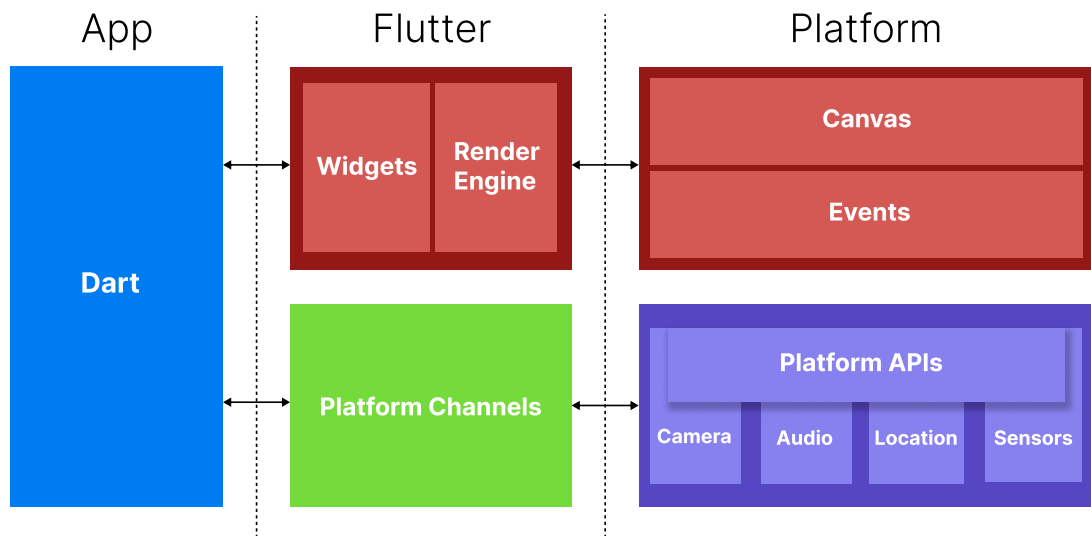 App
Flutter
Platform
Dart
Widgets
Render
Engine
Canvas
Events
Platform Channels
Platform APIs
Camera
Audio
Location
Sensors